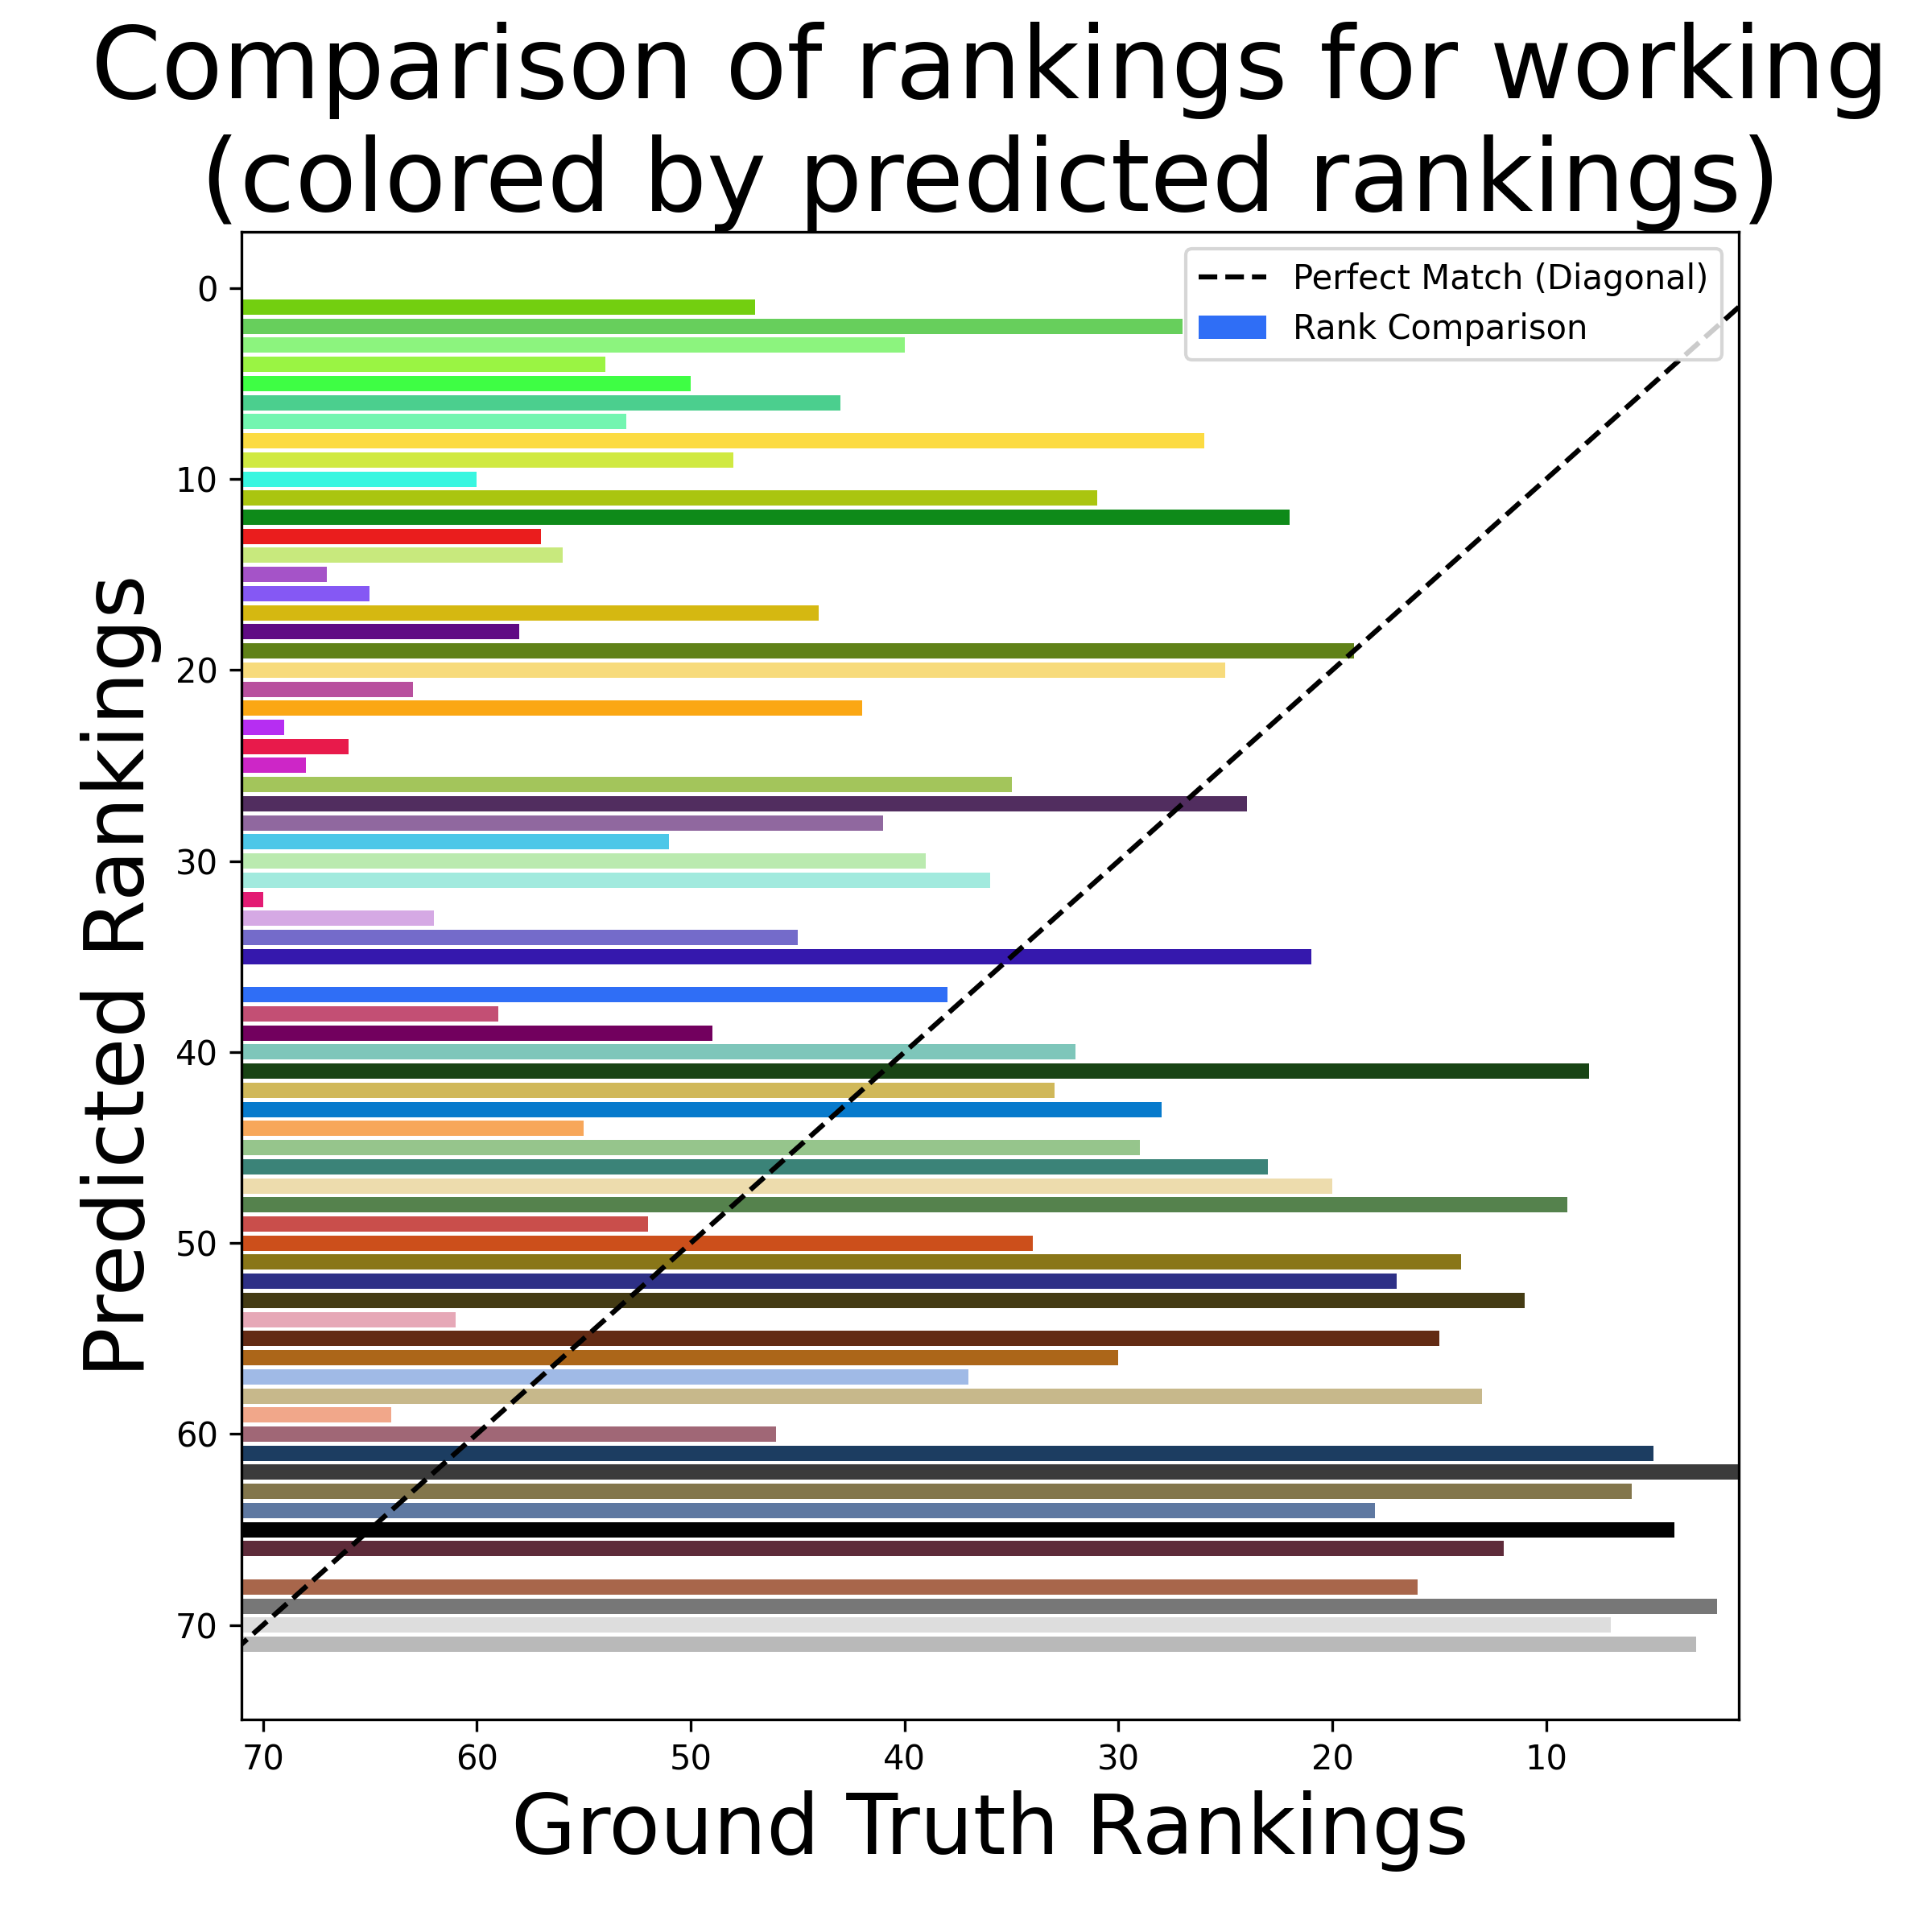 Comparison of rankings for working
(colored by predicted rankings)
Perfect Match (Diagonal)
Rank Comparison
Predicted Rankings
0
10
20
30
40
50
60
70
70 60 50 40 30 20 10
Ground Truth Rankings